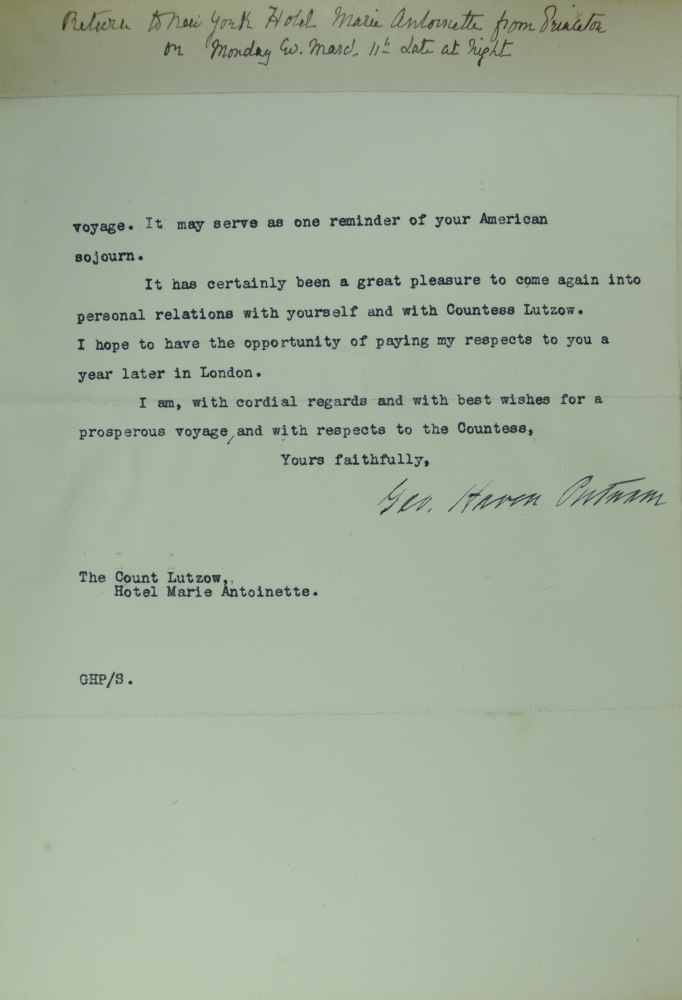 Return to New York Hotel Marie Antoinette from Princeton
on Monday Ev. March 11th Late at Night
voyage. It may serve as one reminder of your American
sojourn.
It has certainly been a great pleasure to come again into
personal relations with yourself and with Countess Lutzow.
I hope to have the opportunity of paying my respects to you a
year later in London.
I am, with cordial regards and with best wishes for a
prosperous voyage, and with respects to the Countess,
Yours faithfully,
Geo. Haven Putnam
The Count Lutzow,
Hotel Marie Antoinette.
GHP/S.